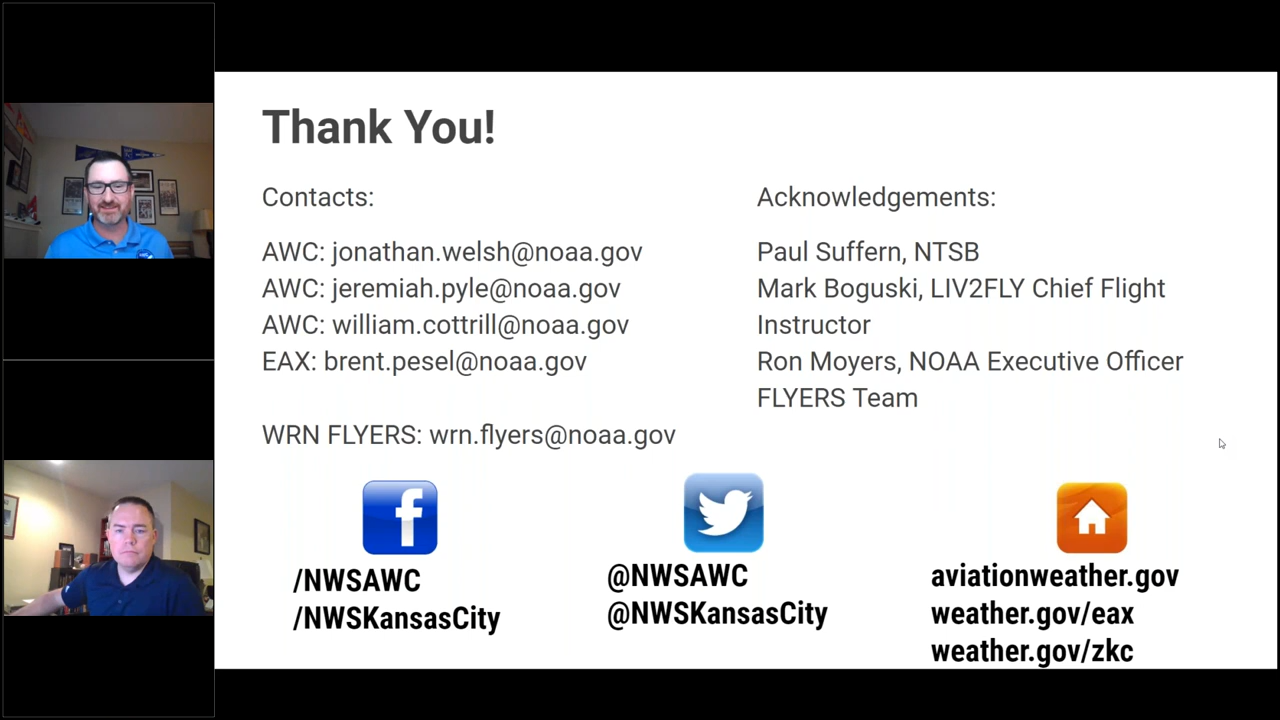 Thank You!
Contacts:
AWC: jonathan.welsh@noaa.gov
AWC: jeremiah.pyle@noaa.gov
AWC: william.cottrill@noaa.gov
EAX: brent.pesel@noaa.gov
WRN FLYERS: wrn.flyers@noaa.gov
Acknowledgements:
Paul Suffern, NTSB
Mark Boguski, LIV2FLY Chief Flight
Instructor
Ron Moyers, NOAA Executive Officer
FLYERS Team
/NWSAWC
/NWSKansasCity
@NWSAWC
@NWSKansasCity
aviationweather.gov
weather.gov/eax
weather.gov/zkc